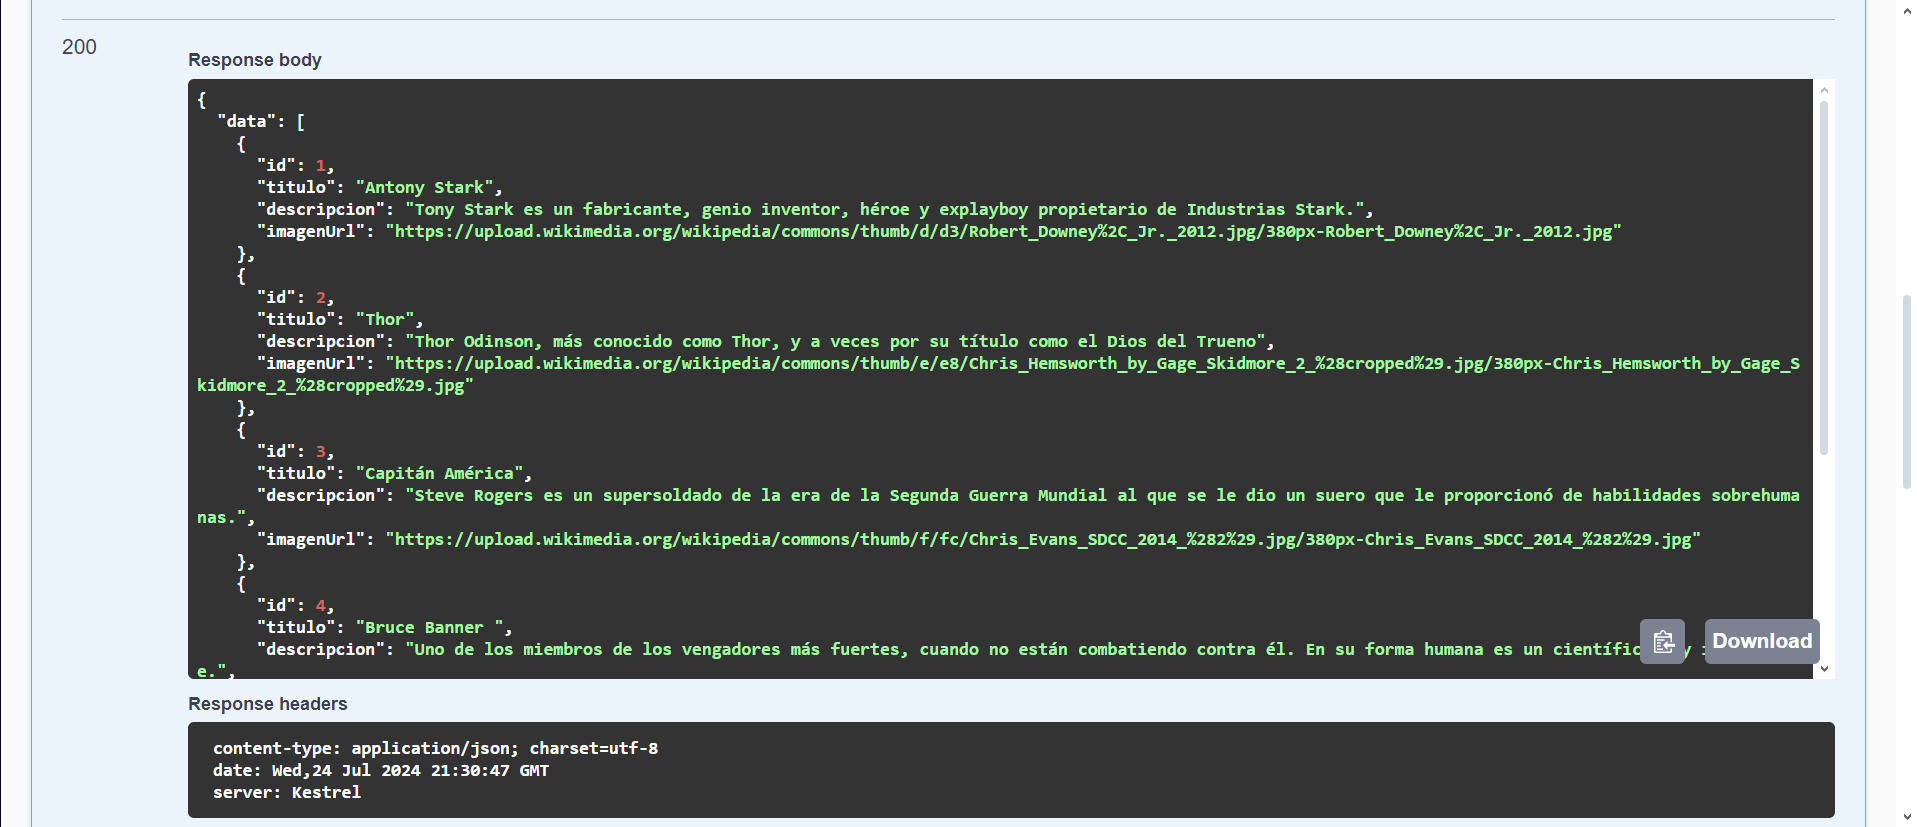 200
Response body
{
"data": [
{
"id": 1,
"titulo": "Antony Stark",
"descripcion": "Tony Stark es un fabricante, genio inventor, héroe y explayboy propietario de Industrias Stark.",
"imagenUrl": "https://upload.wikimedia.org/wikipedia/commons/thumb/d/d3/Robert_Downey%2C_Jr._2012.jpg/380px-Robert_Downey%2C_Jr._2012.jpg"
},
{
"id": 2,
"titulo": "Thor",
"descripcion": "Thor Odinson, más conocido como Thor, y a veces por su título como el Dios del Trueno",
"imagenUrl": "https://upload.wikimedia.org/wikipedia/commons/thumb/e/e8/Chris_Hemsworth_by_Gage_Skidmore_2_%28cropped%29.jpg/380px-Chris_Hemsworth_by_Gage_S
kidmore_2_%28cropped%29.jpg"
},
{
"id": 3,
"titulo": "Capitán América",
"descripcion": "Steve Rogers es un supersoldado de la era de la Segunda Guerra Mundial al que se le dio un suero que le proporcionó de habilidades sobrehuma
nas.",
"imagenUrl": "https://upload.wikimedia.org/wikipedia/commons/thumb/f/fc/Chris_Evans_SDCC_2014_%282%29.jpg/380px-Chris_Evans_SDCC_2014_%282%29.jpg"
},
{
"id": 4,
"titulo": "Bruce Banner ",
"descripcion": "Uno de los miembros de los vengadores más fuertes, cuando no están combatiendo contra él. En su forma humana es un científic y
e.",
Download
Response headers
content-type: application/json; charset=utf-8
date: Wed,24 Jul 2024 21:30:47 GMT
server: Kestrel